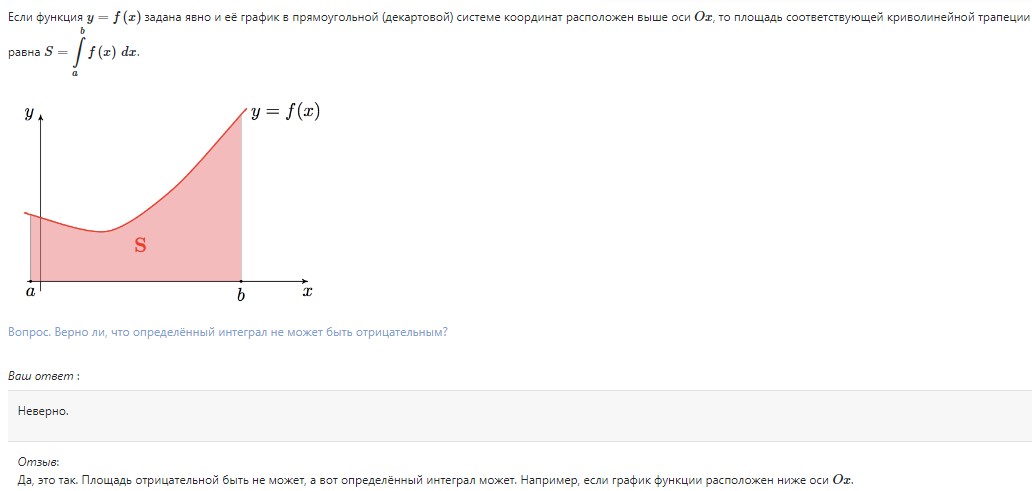 Если функция y = f (x) задана явно и её график в прямоугольной (декартовой) системе координат расположен выше оси Ox, то площадь соответствующей криволинейной трапеции
b
равна S = ∫ f (x) dx.
a
y
y = f(x)
S
a
b
x
Вопрос. Верно ли, что определённый интеграл не может быть отрицательным?
Ваш ответ :
Неверно.
Отзыв:
Да, это так. Площадь отрицательной быть не может, а вот определённый интеграл может. Например, если график функции расположен ниже оси Ox.